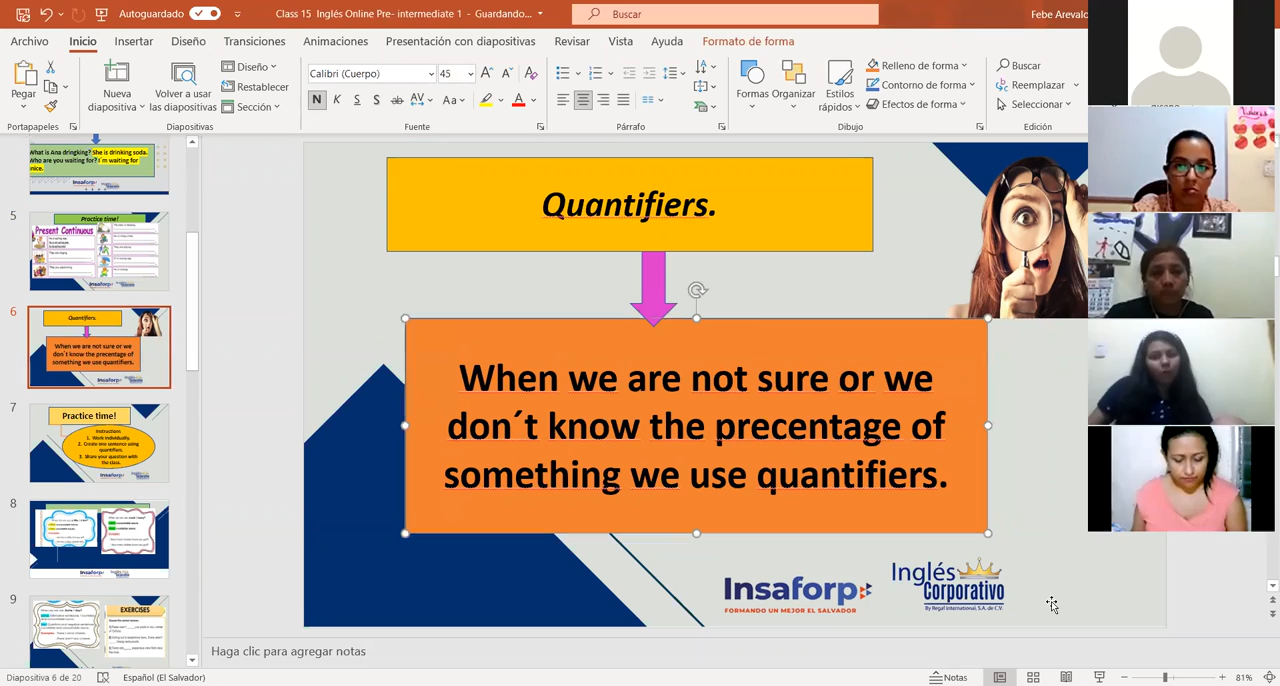 Autoguardado
Class 15 Inglés Online Pre- intermediate 1 - Guardando...
Buscar
Febe Arevalo
Archivo Inicio Insertar Diseño Transiciones Animaciones Presentación con diapositivas Revisar Vista Ayuda Formato de forma
Pegar
Nueva diapositiva
Volver a usar las diapositivas
Diseño
Restablecer
Sección
Calibri (Cuerpo) 45
N K S S ab AV Aa A
Formas
Organizar
Estilos rápidos
Relleno de forma
Contorno de forma
Efectos de forma
Buscar
Reemplazar
Seleccionar
Portapapeles Diapositivas Fuente Párrafo Dibujo Edición
What is Ana dringking? She is drinking soda.
Who are you waiting for? I'm waiting for
5
Practice time!
Present Continuous
6
Quantifiers.
When we are not sure or we
don´t know the precentage of
something we use quantifiers.
7
Practice time!
Instructions
1. Work individually.
2. Create one sentence using
quantifiers.
3. Share your question with
the class.
8
9
EXERCISES
Quantifiers.
When we are not sure or we
don´t know the precentage of
something we use quantifiers.
Insaforp
FORMANDO UN MEJOR EL SALVADOR
Inglés
Corporativo
By Regal International, S.A. de C.V.
Haga clic para agregar notas
Diapositiva 6 de 20 Español (El Salvador) Notas 81%